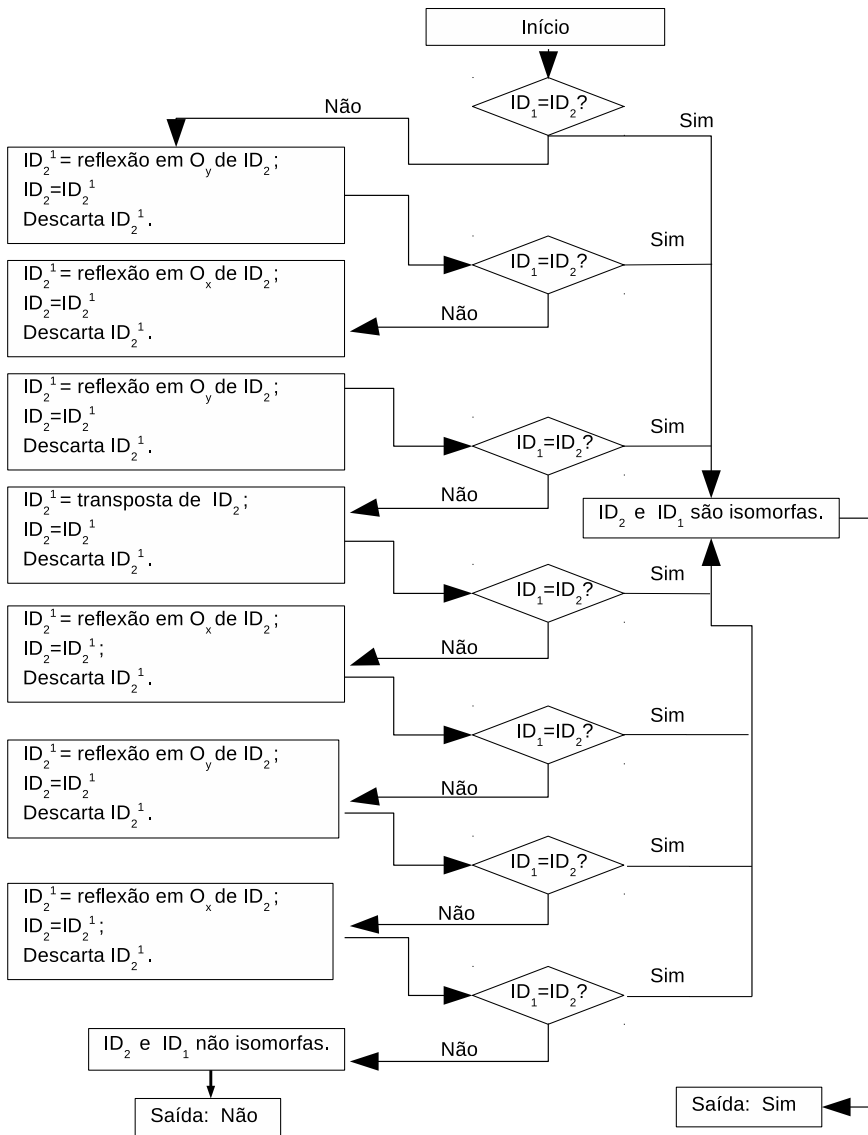 Início
ID₁=ID₂?
Não
Sim
ID₂¹ = reflexão em Oᵧ de ID₂;
ID₂=ID₂¹
Descarta ID₂¹.
ID₁=ID₂?
Sim
Não
ID₂¹ = reflexão em Oₓ de ID₂;
ID₂=ID₂¹
Descarta ID₂¹.
ID₂¹ = reflexão em Oᵧ de ID₂;
ID₂=ID₂¹
Descarta ID₂¹.
ID₁=ID₂?
Sim
Não
ID₂¹ = transposta de ID₂;
ID₂=ID₂¹
Descarta ID₂¹.
ID₂ e ID₁ são isomorfas.
ID₁=ID₂?
Sim
Não
ID₂¹ = reflexão em Oₓ de ID₂;
ID₂=ID₂¹;
Descarta ID₂¹.
ID₁=ID₂?
Sim
Não
ID₂¹ = reflexão em Oᵧ de ID₂;
ID₂=ID₂¹
Descarta ID₂¹.
ID₁=ID₂?
Sim
Não
ID₂¹ = reflexão em Oₓ de ID₂;
ID₂=ID₂¹;
Descarta ID₂¹.
ID₁=ID₂?
Sim
Não
ID₂ e ID₁ não isomorfas.
Saída: Não
Saída: Sim